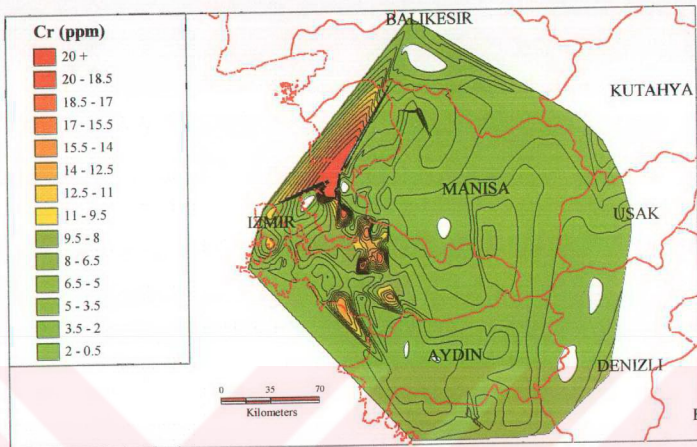 Cr (ppm)
20 +
20 - 18.5
18.5 - 17
17 - 15.5
15.5 - 14
14 - 12.5
12.5 - 11
11 - 9.5
9.5 - 8
8 - 6.5
6.5 - 5
5 - 3.5
3.5 - 2
2 - 0.5
BALIKESIR
KUTAHYA
MANISA
USAK
IZMIR
AYDIN
DENIZLI
0 35 70
Kilometers